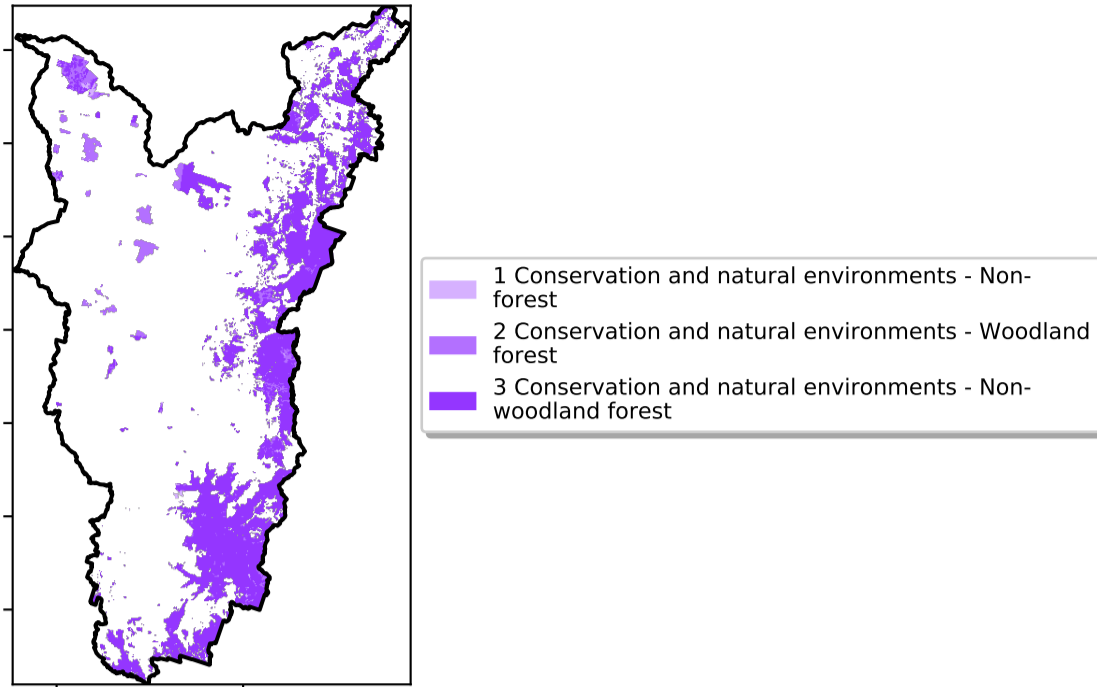 1 Conservation and natural environments - Non-
forest
2 Conservation and natural environments - Woodland
forest
3 Conservation and natural environments - Non-
woodland forest